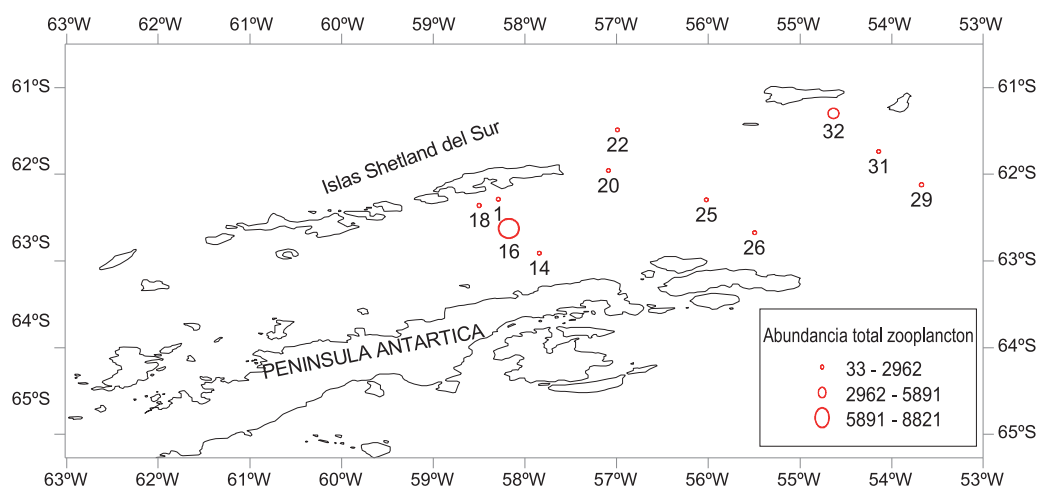 63ºW 62ºW 61ºW 60ºW 59ºW 58ºW 57ºW 56ºW 55ºW 54ºW 53ºW
61ºS 61ºS
32
Islas Shetland del Sur
22
31
62ºS 62ºS
20
29
18 1
25
16
26
63ºS 63ºS
14
64ºS 64ºS
PENINSULA ANTARTICA
65ºS 65ºS
Abundancia total zooplancton
33 - 2962
2962 - 5891
5891 - 8821
63ºW 62ºW 61ºW 60ºW 59ºW 58ºW 57ºW 56ºW 55ºW 54ºW 53ºW